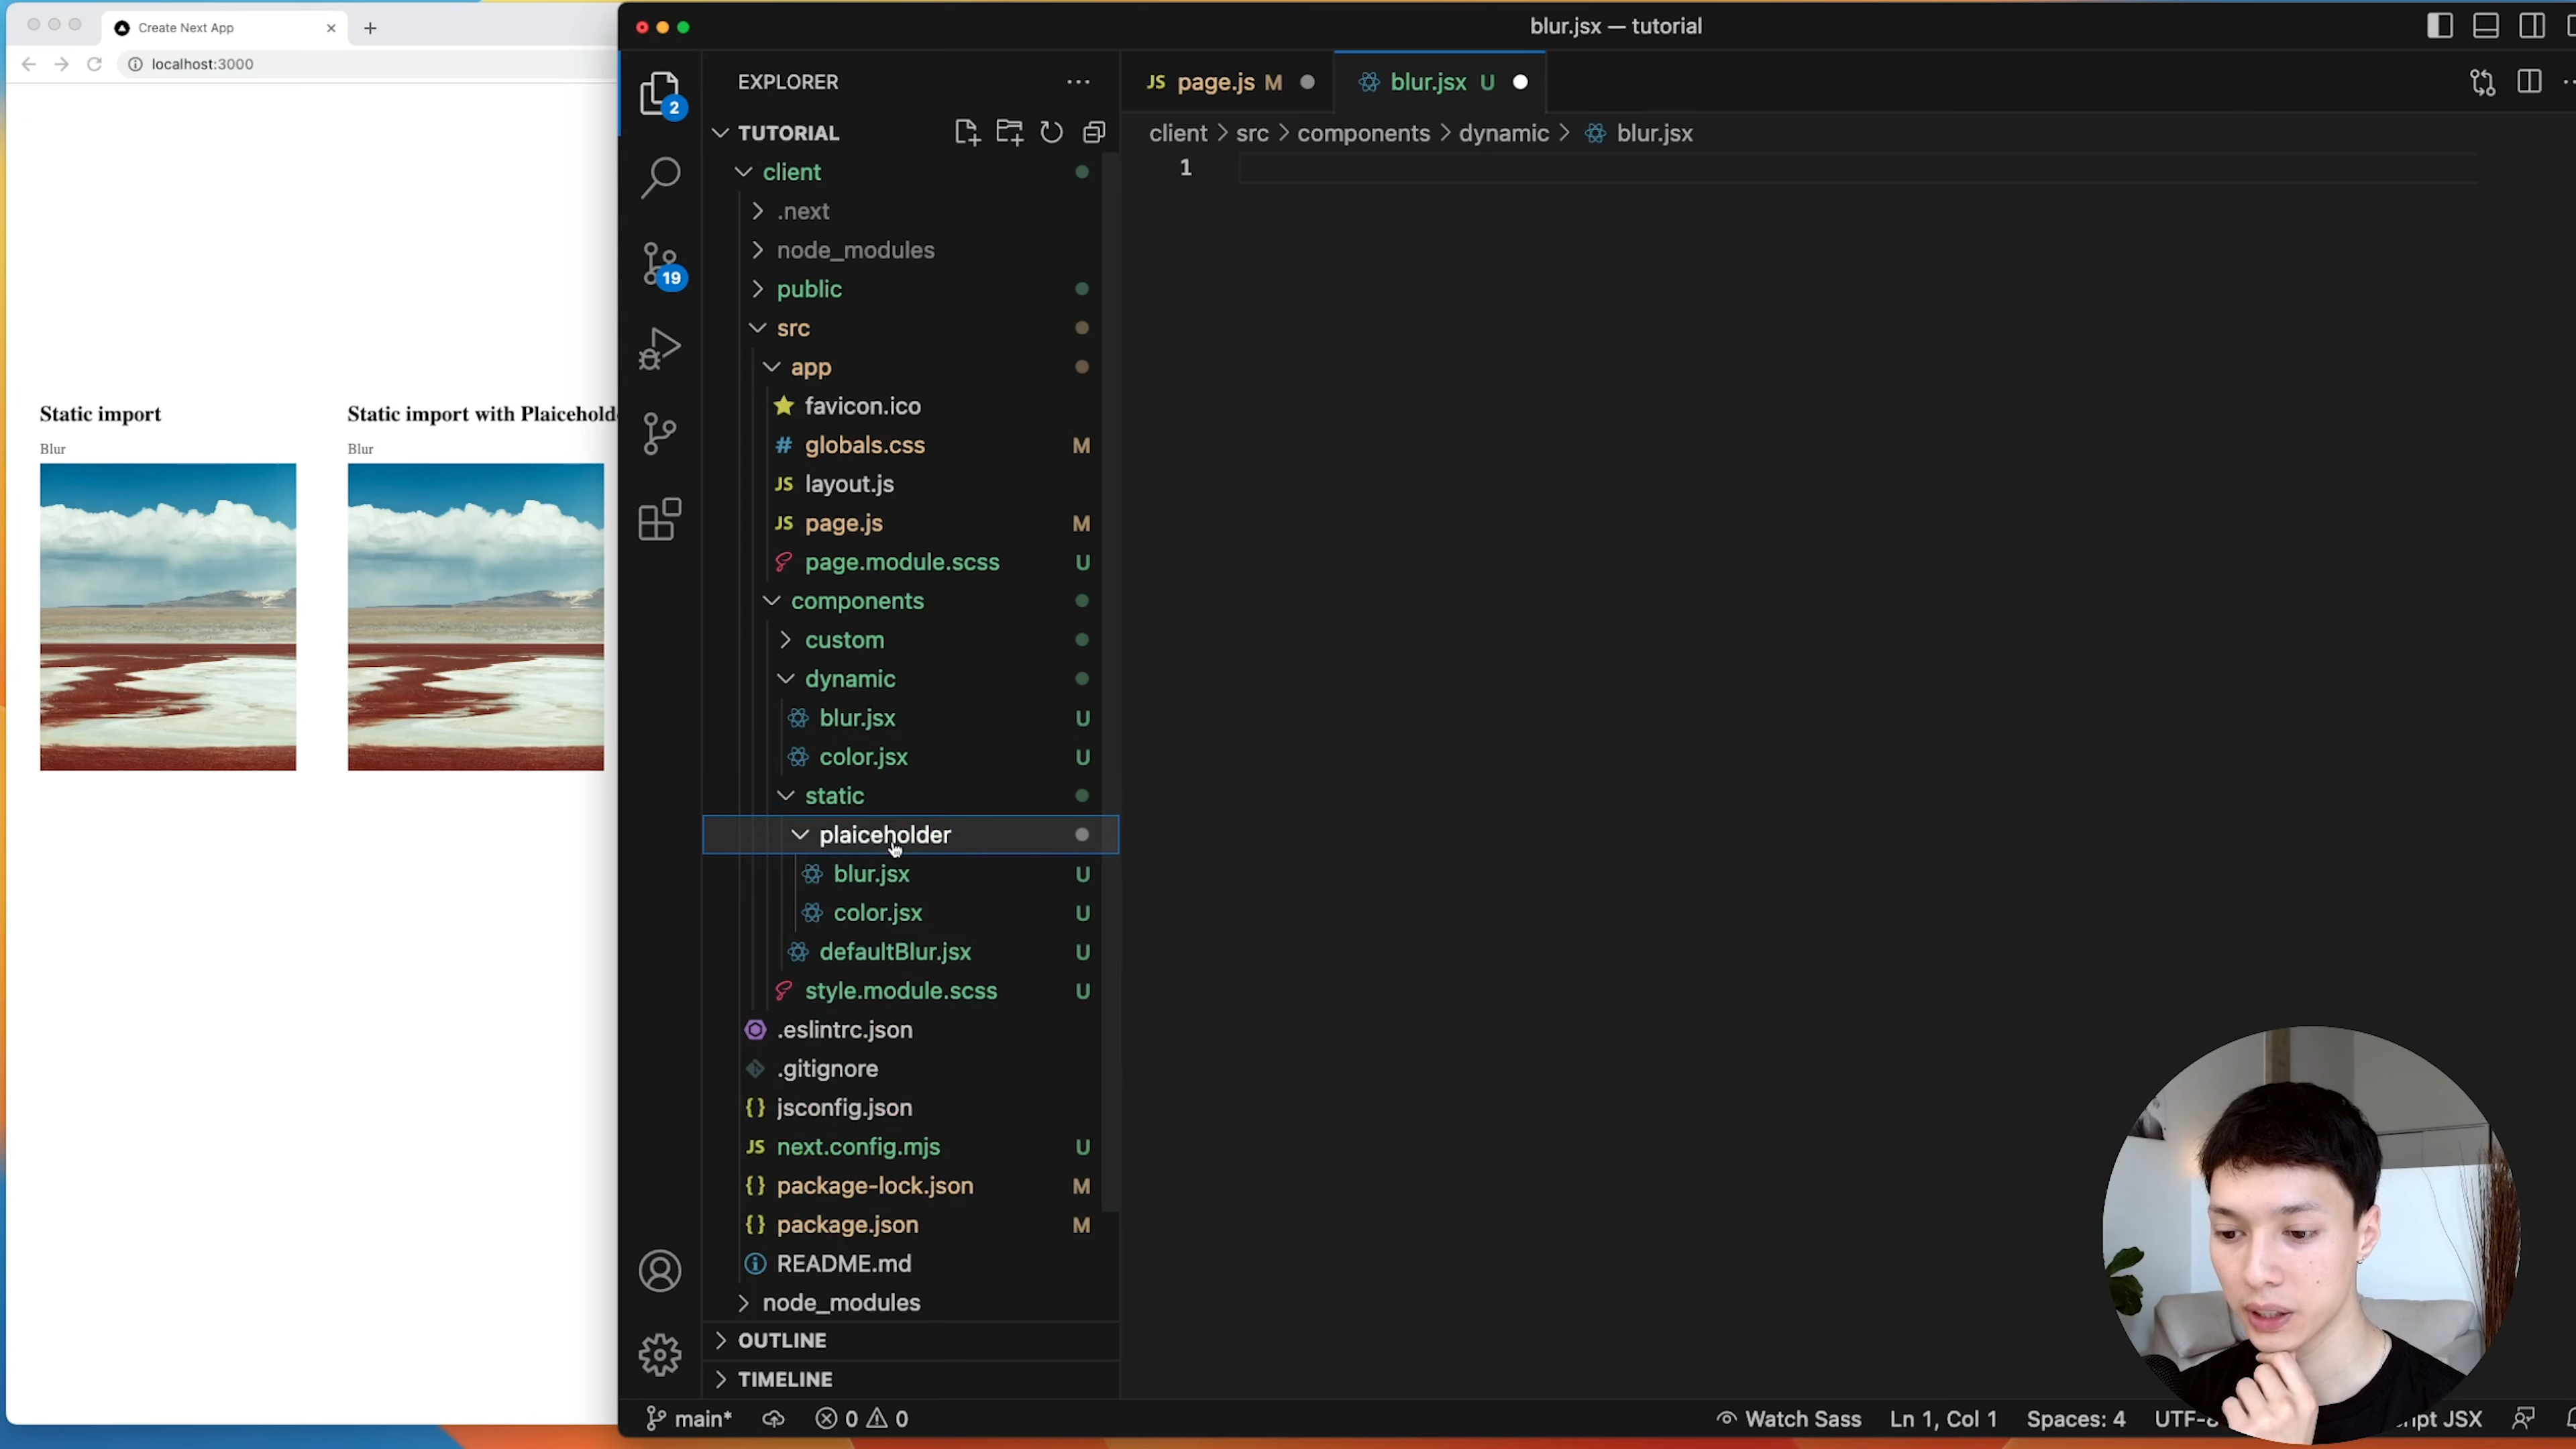 Create Next App
localhost:3000
Static import
Static import with Plaicehold
Blur
Blur
blur.jsx — tutorial
EXPLORER
2
TUTORIAL
client
.next
node_modules
19
public
src
app
favicon.ico
globals.css M
layout.js
page.js M
page.module.scss U
components
custom
dynamic
blur.jsx U
color.jsx U
static
plaiceholder
blur.jsx U
color.jsx U
defaultBlur.jsx U
style.module.scss U
.eslintrc.json
.gitignore
jsconfig.json
next.config.mjs U
package-lock.json M
package.json M
README.md
node_modules
OUTLINE
TIMELINE
JS page.js M
blur.jsx U
client > src > components > dynamic > blur.jsx
1
main* 0 0
Watch Sass Ln 1, Col 1 Spaces: 4 UTF-8 JSX